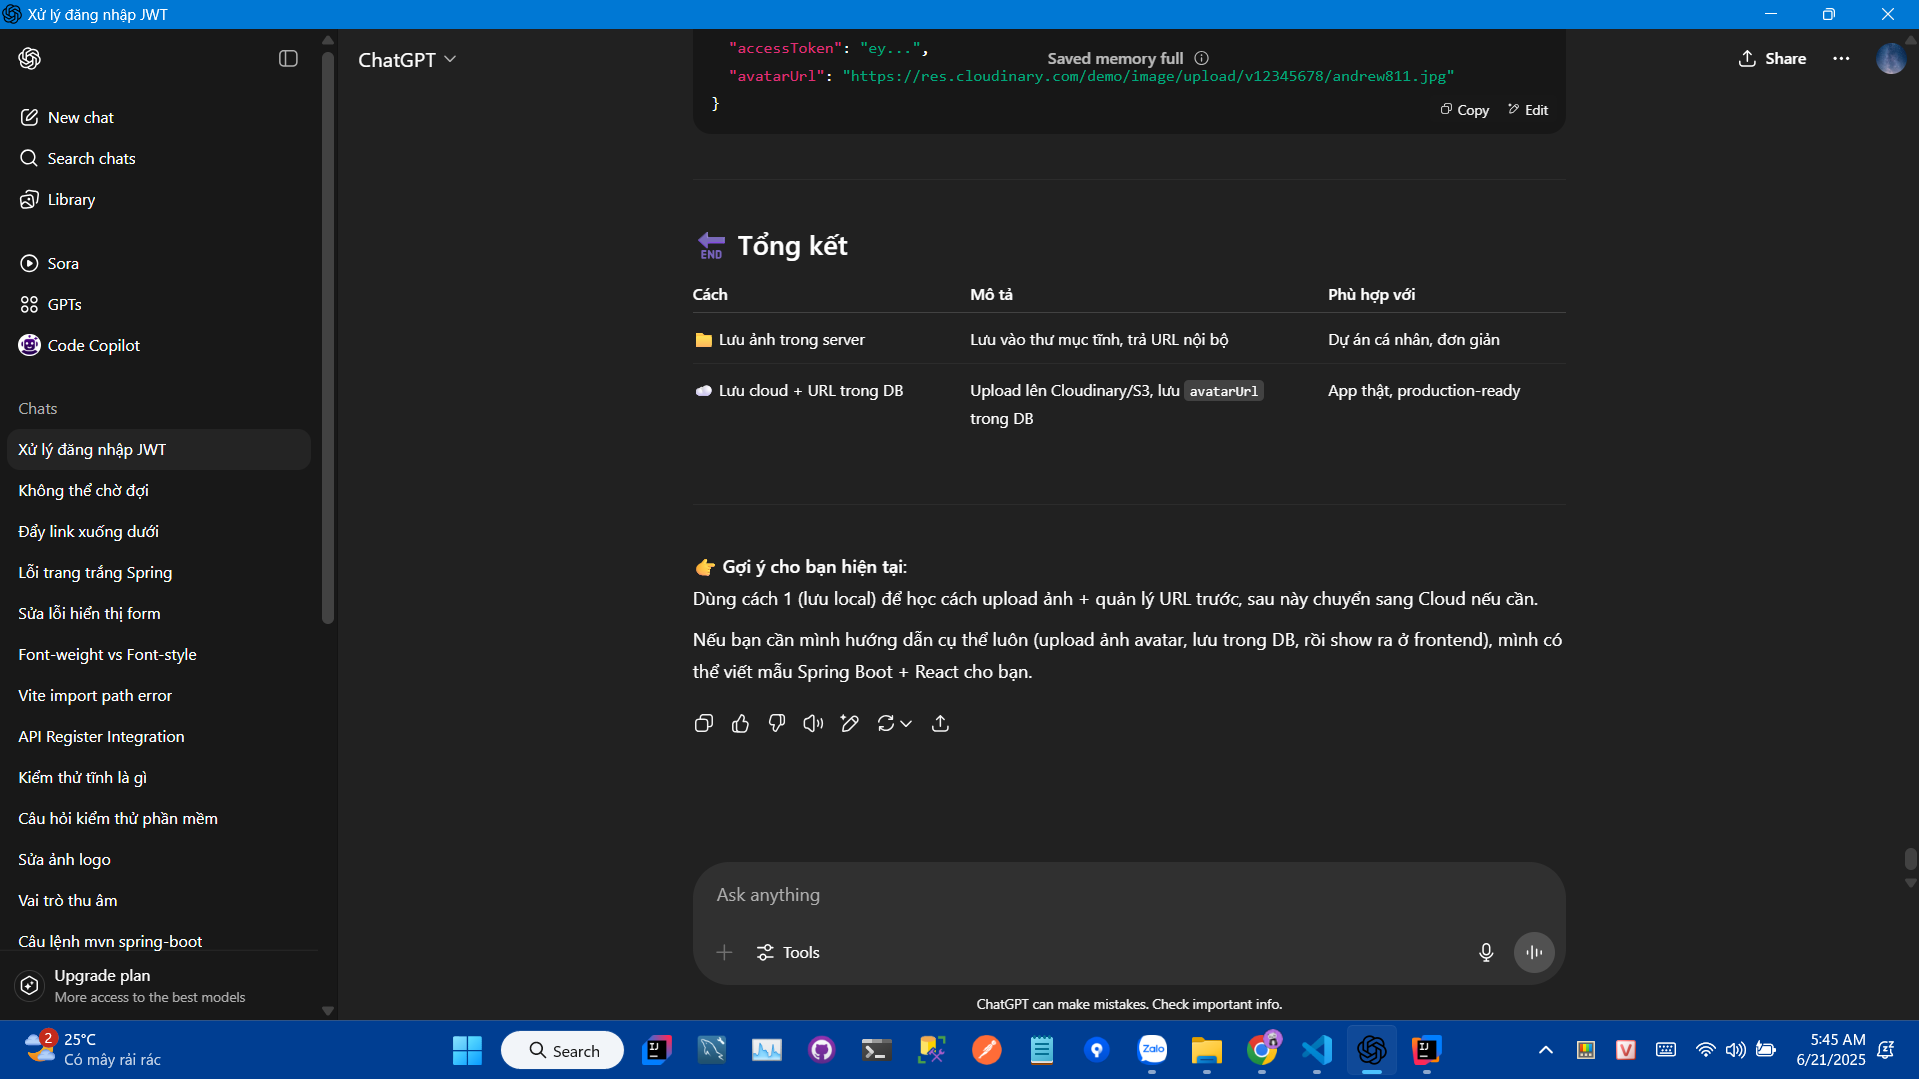 Xử lý đăng nhập JWT
ChatGPT
Saved memory full
Share
New chat
Search chats
Library
Sora
GPTs
Code Copilot
Chats
Xử lý đăng nhập JWT
Không thể chờ đợi
Đẩy link xuống dưới
Lỗi trang trắng Spring
Sửa lỗi hiển thị form
Font-weight vs Font-style
Vite import path error
API Register Integration
Kiểm thử tĩnh là gì
Câu hỏi kiểm thử phần mềm
Sửa ảnh logo
Vai trò thu âm
Câu lệnh mvn spring-boot
Upgrade plan
More access to the best models
"accessToken": "ey...",
"avatarUrl": "https://res.cloudinary.com/demo/image/upload/v12345678/andrew811.jpg"
}
Copy Edit
END Tổng kết
Cách Mô tả Phù hợp với
Lưu ảnh trong server Lưu vào thư mục tĩnh, trả URL nội bộ Dự án cá nhân, đơn giản
Lưu cloud + URL trong DB Upload lên Cloudinary/S3, lưu avatarUrl App thật, production-ready
trong DB
Gợi ý cho bạn hiện tại:
Dùng cách 1 (lưu local) để học cách upload ảnh + quản lý URL trước, sau này chuyển sang Cloud nếu cần.
Nếu bạn cần mình hướng dẫn cụ thể luôn (upload ảnh avatar, lưu trong DB, rồi show ra ở frontend), mình có
thể viết mẫu Spring Boot + React cho bạn.
Ask anything
Tools
ChatGPT can make mistakes. Check important info.
2
25°C
Có mây rải rác
Search
IJ
Zalo
n
IJ
V
5:45 AM
6/21/2025